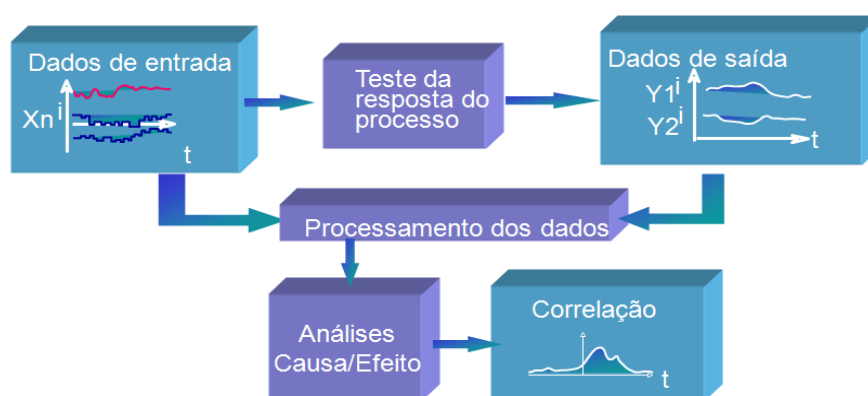 Dados de entrada
Xn i
t
Teste da
resposta do
processo
Dados de saída
Y1 i
Y2 i
t
Processamento dos dados
Análises
Causa/Efeito
Correlação
t